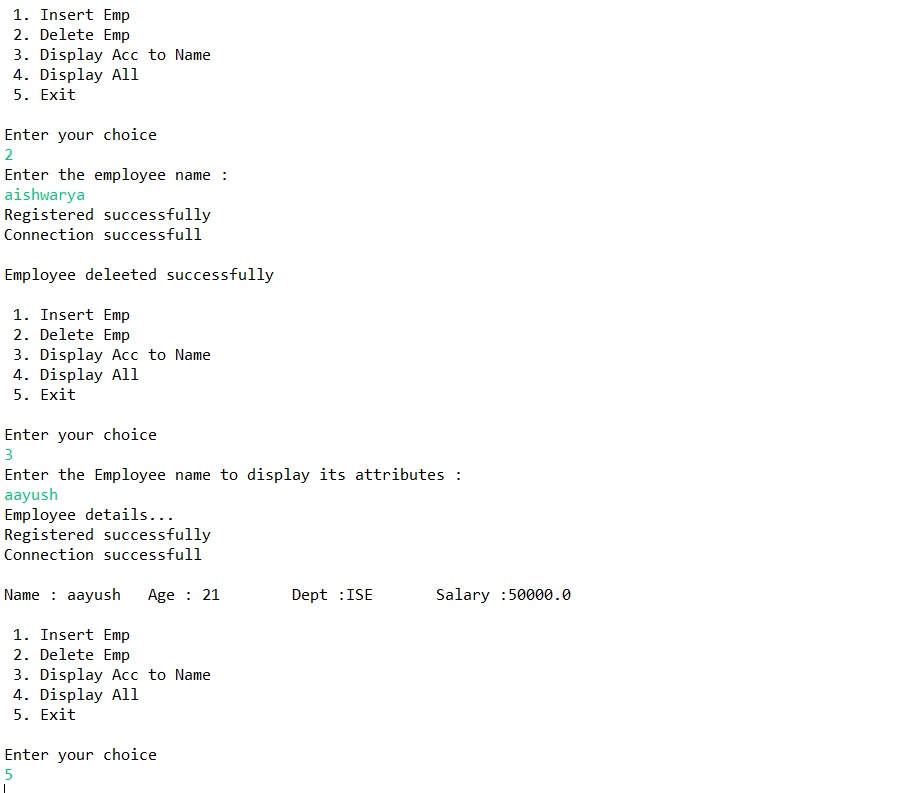 1. Insert Emp
2. Delete Emp
3. Display Acc to Name
4. Display All
5. Exit
Enter your choice
2
Enter the employee name :
aishwarya
Registered successfully
Connection successfull
Employee deleeted successfully
1. Insert Emp
2. Delete Emp
3. Display Acc to Name
4. Display All
5. Exit
Enter your choice
3
Enter the Employee name to display its attributes :
aayush
Employee details...
Registered successfully
Connection successfull
Name : aayush   Age : 21        Dept :ISE       Salary :50000.0
1. Insert Emp
2. Delete Emp
3. Display Acc to Name
4. Display All
5. Exit
Enter your choice
5